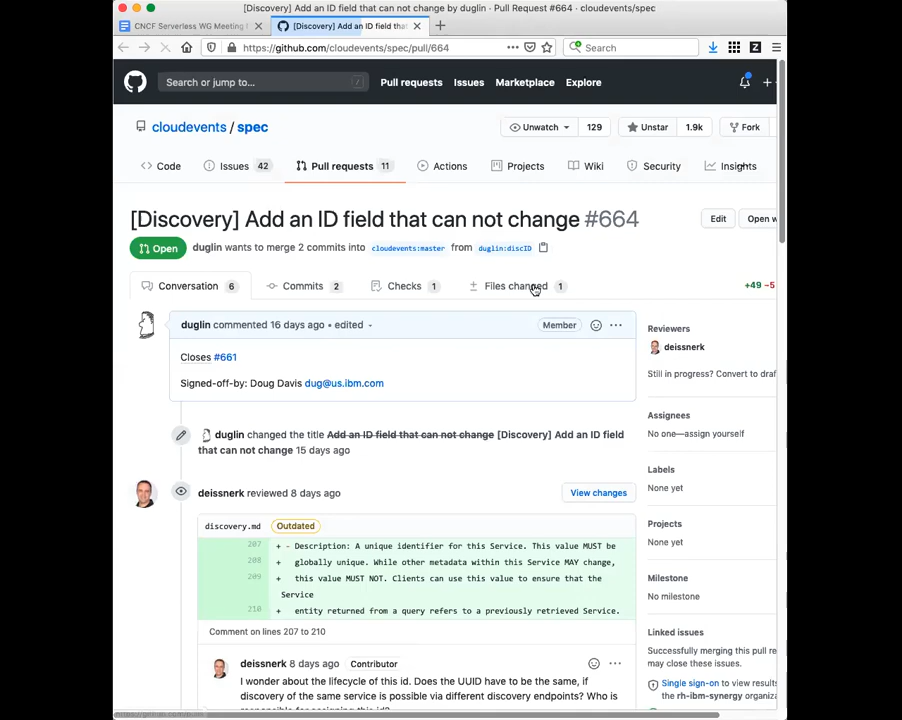 [Discovery] Add an ID field that can not change by duglin · Pull Request #664 · cloudevents/spec
CNCF Serverless WG Meeting
[Discovery] Add an ID field that
https://github.com/cloudevents/spec/pull/664
Search
Search or jump to...
/
Pull requests
Issues
Marketplace
Explore
cloudevents / spec
Unwatch
129
Unstar
1.9k
Fork
Code
Issues 42
Pull requests 11
Actions
Projects
Wiki
Security
Insights
[Discovery] Add an ID field that can not change #664
Edit
Open w
Open
duglin wants to merge 2 commits into cloudevents:master from duglin:discID
Conversation 6
Commits 2
Checks 1
Files changed 1
+49 −5
duglin commented 16 days ago • edited
Member
Closes #661
Signed-off-by: Doug Davis dug@us.ibm.com
Reviewers
deissnerk
Still in progress? Convert to draf
Assignees
No one—assign yourself
Labels
None yet
Projects
None yet
Milestone
No milestone
Linked issues
Successfully merging this pull re
may close these issues.
Single sign-on to view results
the rh-ibm-synergy organiza
duglin changed the title Add an ID field that can not change [Discovery] Add an ID field
that can not change 15 days ago
deissnerk reviewed 8 days ago
View changes
discovery.md
Outdated
207 + - Description: A unique identifier for this Service. This value MUST be
208 + globally unique. While other metadata within this Service MAY change,
209 + this value MUST NOT. Clients can use this value to ensure that the
Service
210 + entity returned from a query refers to a previously retrieved Service.
Comment on lines 207 to 210
deissnerk 8 days ago
Contributor
I wonder about the lifecycle of this id. Does the UUID have to be the same, if
discovery of the same service is possible via different discovery endpoints? Who is